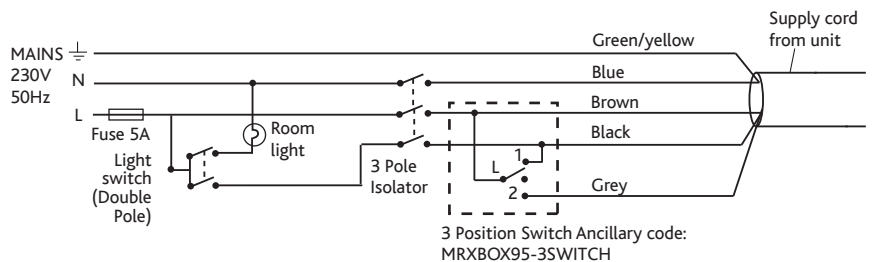 Supply cord
from unit
MAINS
230V
50Hz
N
L
Green/yellow
Blue
Brown
Black
Grey
Fuse 5A
Room
light
Light
switch
(Double
Pole)
3 Pole
Isolator
L
1
2
3 Position Switch Ancillary code:
MRXBOX95-3SWITCH